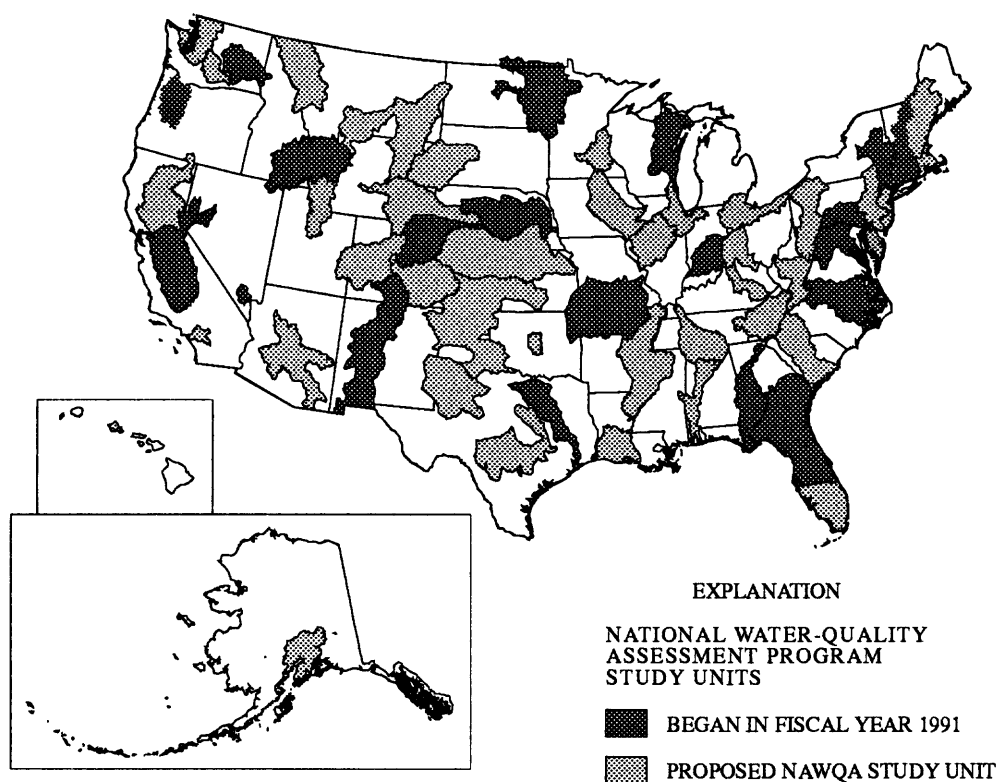 EXPLANATION
NATIONAL WATER-QUALITY
ASSESSMENT PROGRAM
STUDY UNITS
BEGAN IN FISCAL YEAR 1991
PROPOSED NAWQA STUDY UNIT